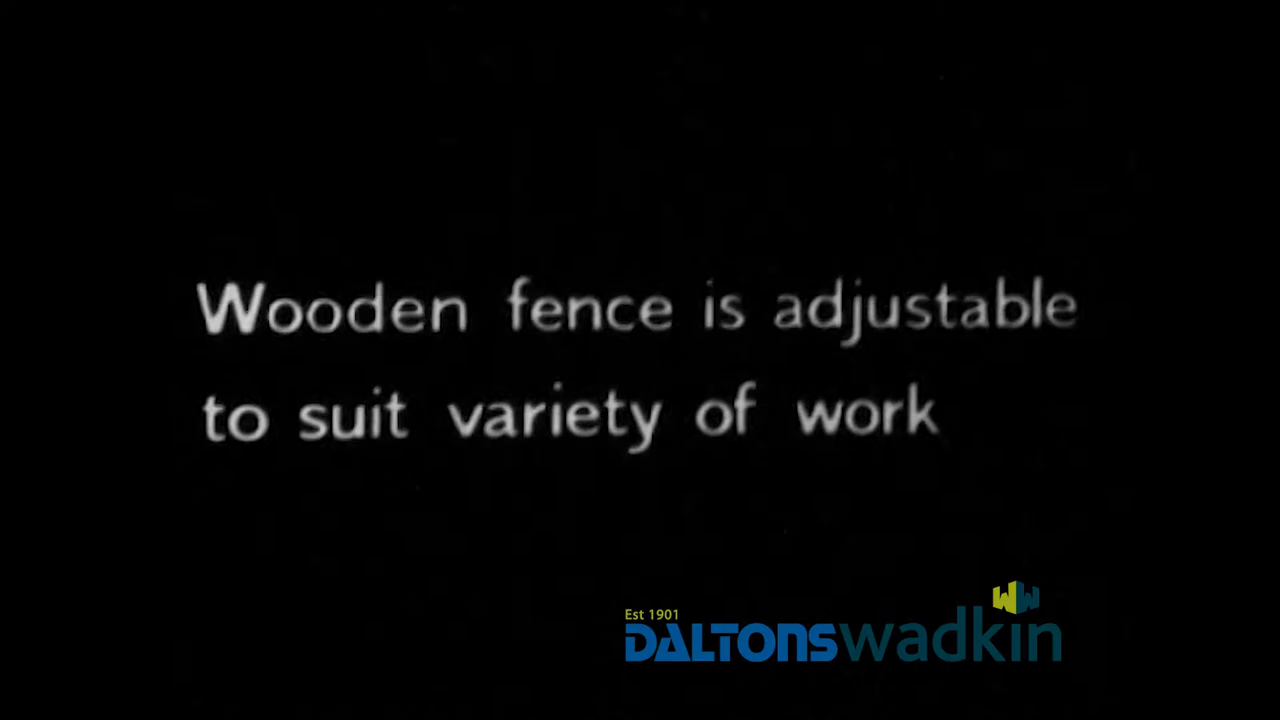 Wooden fence is adjustable
to suit variety of work
Est 1901
DALTONSwadkin